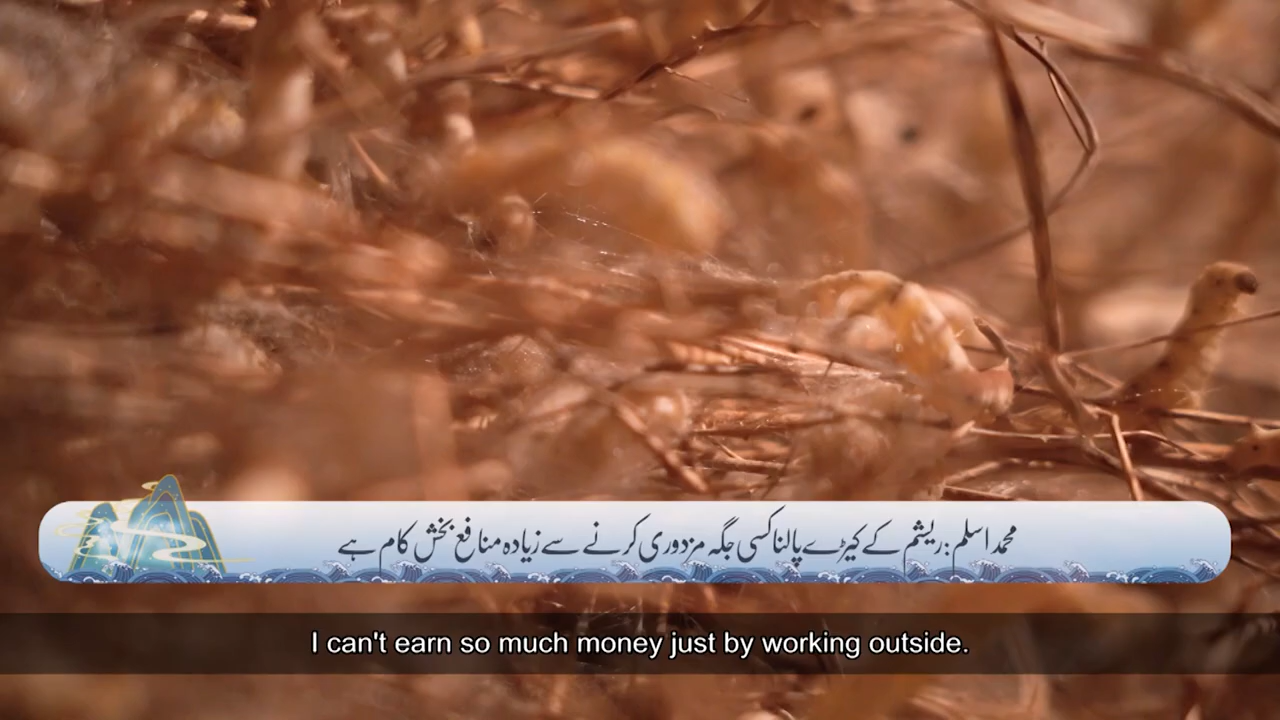 محمد اسلم: ریشم کے کیڑے پالنا کسی جگہ مزدوری کرنے سے زیادہ منافع بخش کام ہے
I can't earn so much money just by working outside.